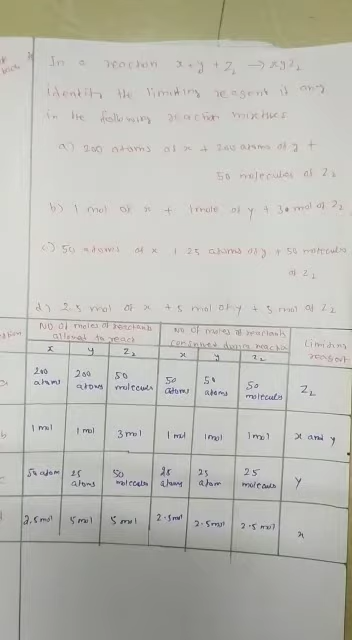 In a reaction x + y + Z2 → xyz2
identity the limiting reagent is any
in the following reaction mixtures
a) 200 atoms of x + 200 atoms of y +
50 molecules of Z2
b) 1 mol of x + 1 mole of y + 3 mol of Z2
c) 50 atoms of x + 25 atoms of y + 50 molecules
of Z2
d) 2.5 mol of x + 5 mol of y + 5 mol of Z2
No of moles of reactants allowed to react No of moles of reactants consumed during reaction Limiting reagent
x y Z2 x y Z2
200 atoms 200 atoms 50 molecules 50 atoms 50 atoms 50 molecules Z2
b 1 mol 1 mol 3 mol 1 mol 1 mol 1 mol x and y
c 50 atom 25 atoms 50 molecules 25 atoms 25 atom 25 molecules y
2.5 mol 5 mol 5 mol 2.5 mol 2.5 mol 2.5 mol x